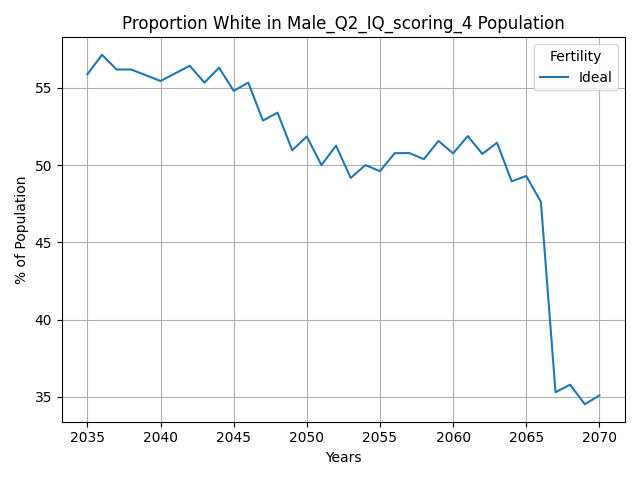 Proportion White in Male_Q2_IQ_scoring_4 Population
Fertility
Ideal
% of Population
55
50
45
40
35
2035 2040 2045 2050 2055 2060 2065 2070
Years